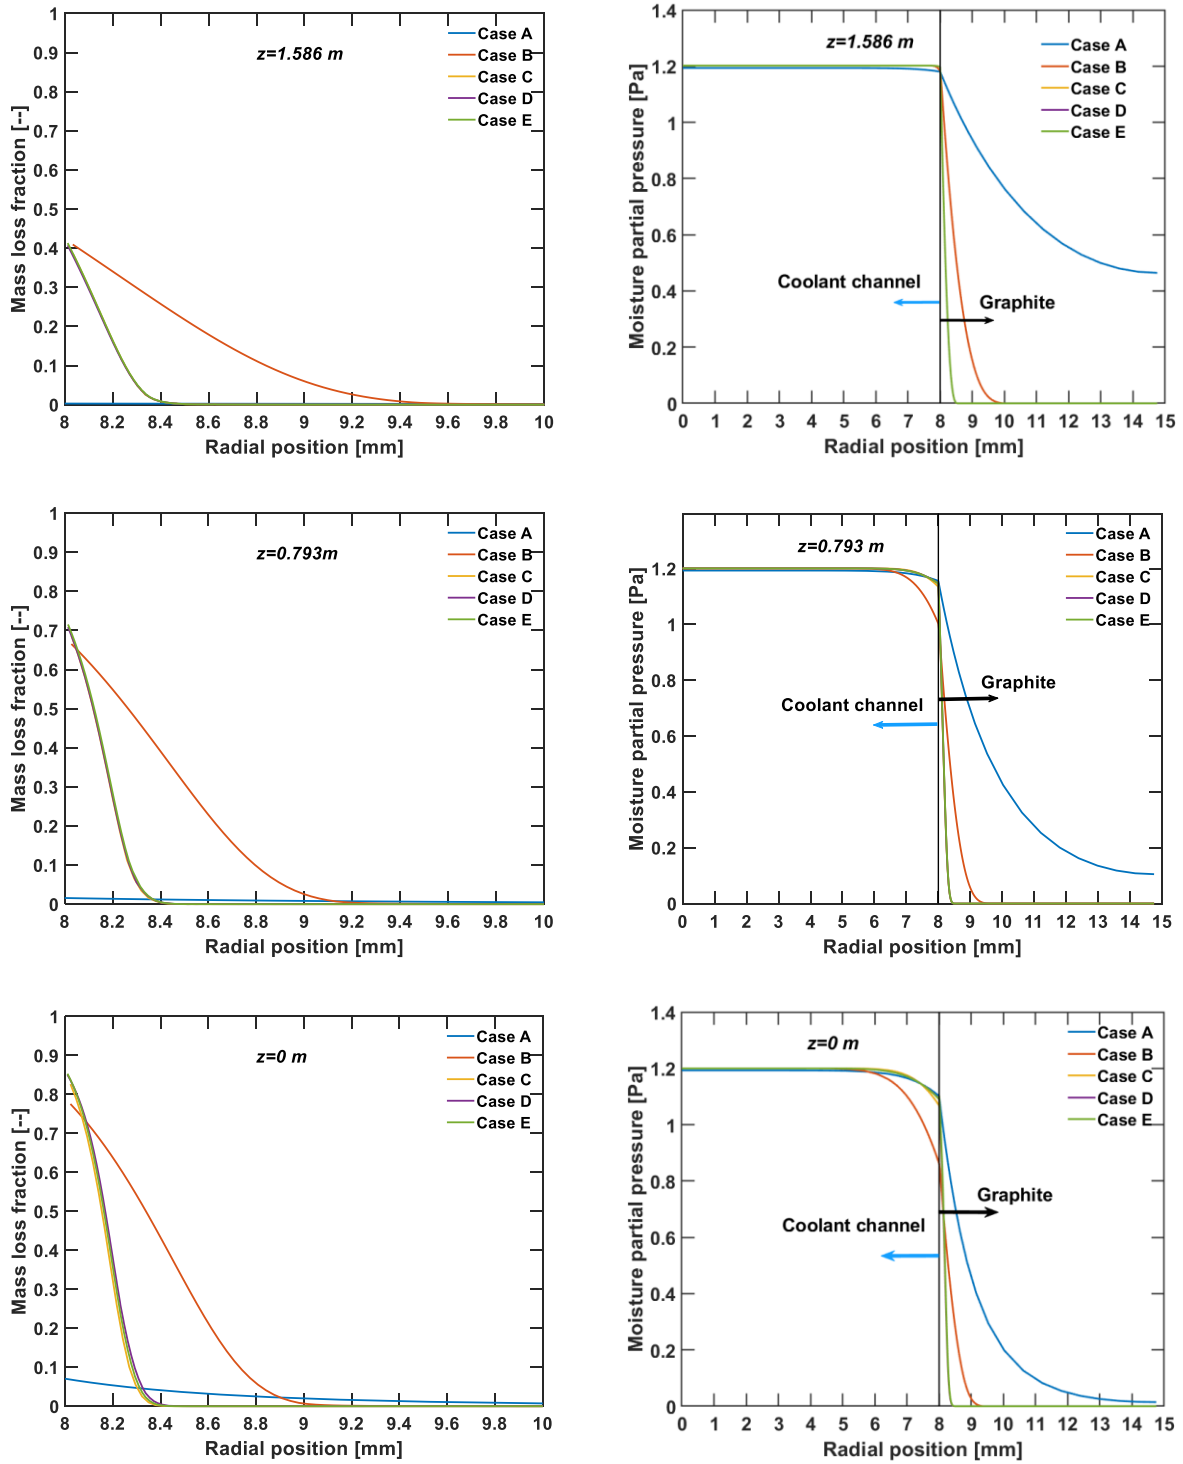 z=1.586 m
Case A
Case B
Case C
Case D
Case E
Mass loss fraction [--]
1
0.9
0.8
0.7
0.6
0.5
0.4
0.3
0.2
0.1
0
8 8.2 8.4 8.6 8.8 9 9.2 9.4 9.6 9.8 10
Radial position [mm]
z=1.586 m
Case A
Case B
Case C
Case D
Case E
Moisture partial pressure [Pa]
1.4
1.2
1
0.8
0.6
0.4
0.2
0
Coolant channel
Graphite
0 1 2 3 4 5 6 7 8 9 10 11 12 13 14 15
Radial position [mm]
z=0.793m
Case A
Case B
Case C
Case D
Case E
Mass loss fraction [--]
1
0.9
0.8
0.7
0.6
0.5
0.4
0.3
0.2
0.1
0
8 8.2 8.4 8.6 8.8 9 9.2 9.4 9.6 9.8 10
Radial position [mm]
z=0.793 m
Case A
Case B
Case C
Case D
Case E
Moisture partial pressure [Pa]
1.2
1
0.8
0.6
0.4
0.2
0
Graphite
Coolant channel
0 1 2 3 4 5 6 7 8 9 10 11 12 13 14 15
Radial position [mm]
z=0 m
Case A
Case B
Case C
Case D
Case E
Mass loss fraction [--]
1
0.9
0.8
0.7
0.6
0.5
0.4
0.3
0.2
0.1
0
8 8.2 8.4 8.6 8.8 9 9.2 9.4 9.6 9.8 10
Radial position [mm]
z=0 m
Case A
Case B
Case C
Case D
Case E
Moisture partial pressure [Pa]
1.4
1.2
1
0.8
0.6
0.4
0.2
0
Graphite
Coolant channel
0 1 2 3 4 5 6 7 8 9 10 11 12 13 14 15
Radial position [mm]